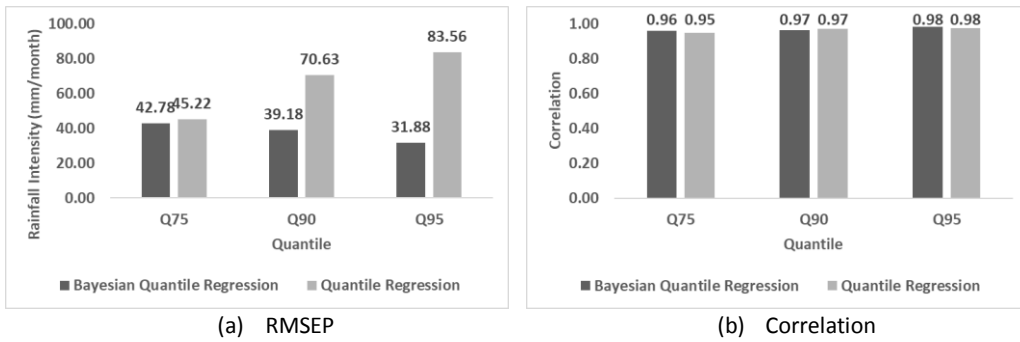 100.00
80.00
60.00
40.00
20.00
0.00
Rainfall Intensity (mm/month)
42.78 45.22
39.18 70.63
31.88 83.56
Q75 Q90 Q95
Quantile
Bayesian Quantile Regression Quantile Regression
(a) RMSEP
1.00
0.80
0.60
0.40
0.20
0.00
Correlation
0.96 0.95 0.97 0.97 0.98 0.98
Q75 Q90 Q95
Quantile
Bayesian Quantile Regression Quantile Regression
(b) Correlation